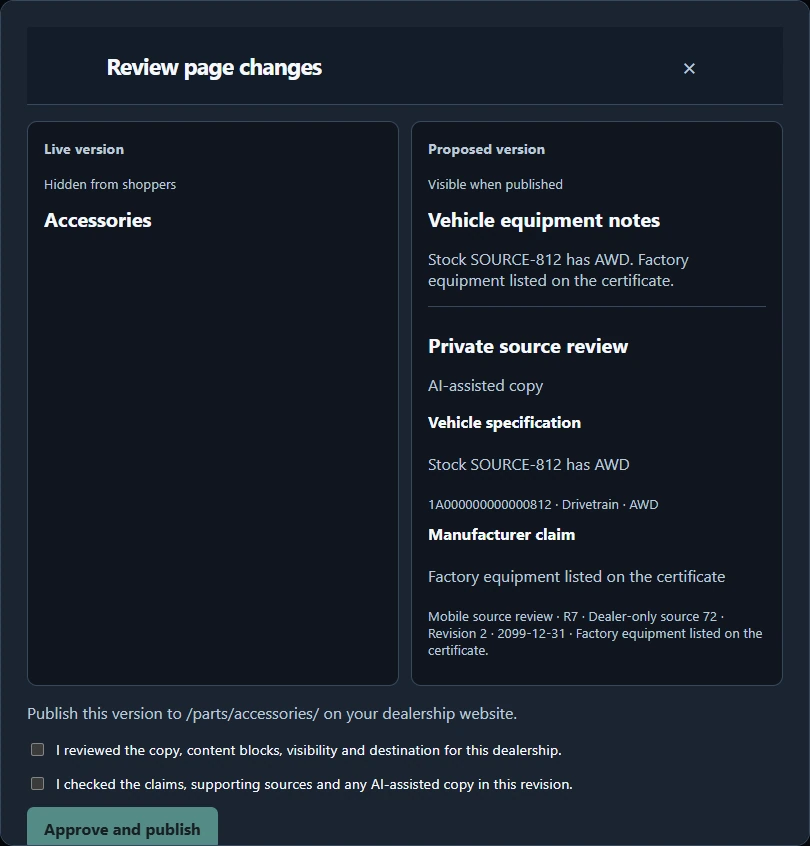 Review page changes
×
Live version
Hidden from shoppers
Accessories
Proposed version
Visible when published
Vehicle equipment notes
Stock SOURCE-812 has AWD. Factory
equipment listed on the certificate.
Private source review
AI-assisted copy
Vehicle specification
Stock SOURCE-812 has AWD
1A000000000000812 · Drivetrain · AWD
Manufacturer claim
Factory equipment listed on the certificate
Mobile source review · R7 · Dealer-only source 72 ·
Revision 2 · 2099-12-31 · Factory equipment listed on the
certificate.
Publish this version to /parts/accessories/ on your dealership website.
I reviewed the copy, content blocks, visibility and destination for this dealership.
I checked the claims, supporting sources and any AI-assisted copy in this revision.
Approve and publish